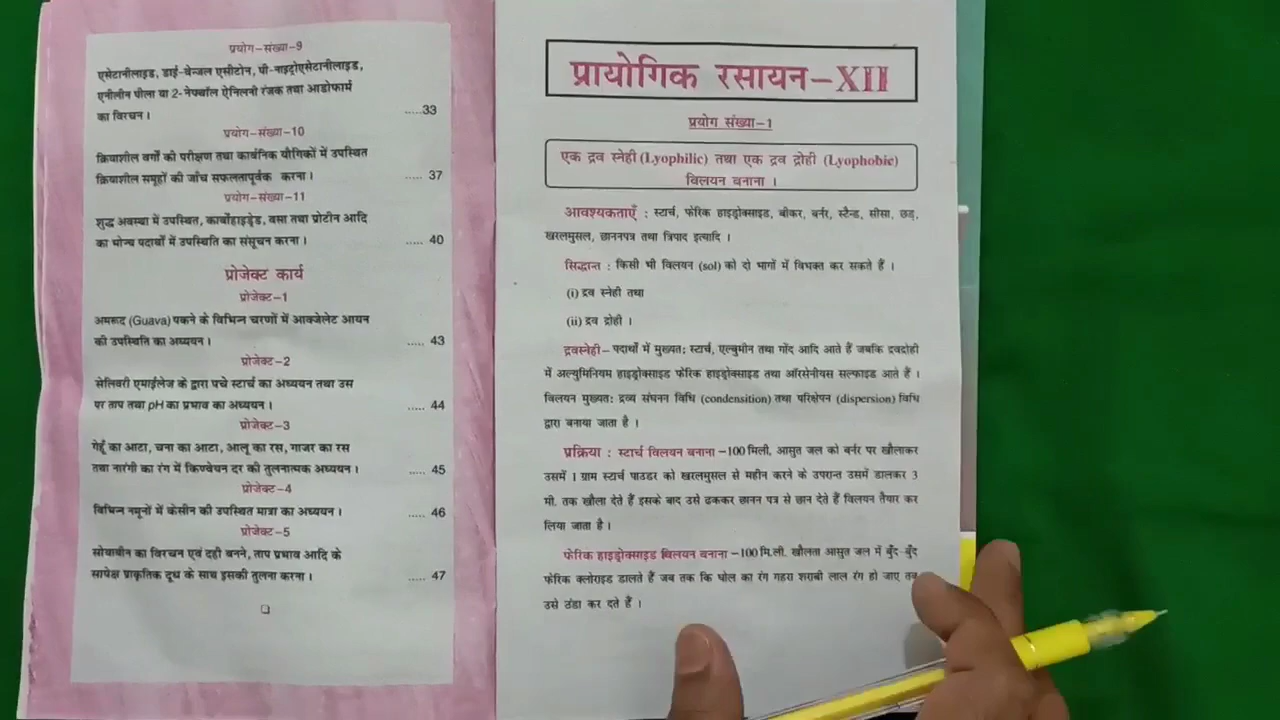 प्रयोग-संख्या-9
एसेटानीलाइड, डाई-बेन्जल एसीटोन, पी-नाइट्रोएसेटानीलाइड,
एनीलीन पीला या 2-नेफ्थॉल ऐनिलनी रंजक तथा आडोफार्म
का विरचन। .....33
प्रयोग-संख्या-10
क्रियाशील वर्गों की परीक्षण तथा कार्बनिक यौगिकों में उपस्थित
क्रियाशील समूहों की जाँच सफलतापूर्वक करना। ..... 37
प्रयोग-संख्या-11
शुद्ध अवस्था में उपस्थित, कार्बोहाइड्रेड, वसा तथा प्रोटीन आदि
का भोज्य पदार्थों में उपस्थिति का संसूचन करना। ..... 40
प्रोजेक्ट कार्य
प्रोजेक्ट-1
अमरूद (Guava) पकने के विभिन्न चरणों में आक्जेलेट आयन
की उपस्थिति का अध्ययन। ..... 43
प्रोजेक्ट-2
सेलिवरी एमाईलेज के द्वारा पचे स्टार्च का अध्ययन तथा उस
पर ताप तथा pH का प्रभाव का अध्ययन। ..... 44
प्रोजेक्ट-3
गेहूँ का आटा, चना का आटा, आलू का रस, गाजर का रस
तथा नारंगी का रंग में किण्वेयन दर की तुलनात्मक अध्ययन। ..... 45
प्रोजेक्ट-4
विभिन्न नमूनों में केसीन की उपस्थित मात्रा का अध्ययन। ..... 46
प्रोजेक्ट-5
सोयाबीन का विरचन एवं दही बनने, ताप प्रभाव आदि के
सापेक्ष प्राकृतिक दूध के साथ इसकी तुलना करना। ..... 47
प्रायोगिक रसायन-XII
प्रयोग संख्या-1
एक द्रव स्नेही (Lyophilic) तथा एक द्रव द्रोही (Lyophobic)
विलयन बनाना ।
आवश्यकताएँ : स्टार्च, फेरिक हाइड्रोक्साइड, बीकर, बर्नर, स्टैन्ड, सीसा, छड़,
खरलमुसल, छाननपत्र तथा त्रिपाद इत्यादि ।
सिद्धान्त : किसी भी विलयन (sol) को दो भागों में विभक्त कर सकते हैं ।
(i) द्रव स्नेही तथा
(ii) द्रव द्रोही ।
द्रवस्नेही– पदार्थों में मुख्यतः स्टार्च, एल्बुमीन तथा गोंद आदि आते हैं जबकि द्रवद्रोही
में अल्युमिनियम हाइड्रोक्साइड फेरिक हाइड्रोक्साइड तथा ऑरसेनीयस सल्फाइड आते हैं ।
विलयन मुख्यतः द्रव्य संघनन विधि (condensition) तथा परिक्षेपन (dispersion) विधि
द्वारा बनाया जाता है ।
प्रक्रिया : स्टार्च विलयन बनाना –100 मिली, आसुत जल को बर्नर पर खौलाकर
उसमें 1 ग्राम स्टार्च पाउडर को खरलमुसल से महीन करने के उपरान्त उसमें डालकर 3
मी. तक खौला देते हैं इसके बाद उसे ढककर छानन पत्र से छान देते हैं विलयन तैयार कर
लिया जाता है ।
फेरिक हाइड्रोक्साइड विलयन बनाना –100 मि.ली. खौलता आसुत जल में बूँद-बूँद
फेरिक क्लोराइड डालते हैं जब तक कि घोल का रंग गहरा शराबी लाल रंग हो जाए तब
उसे ठंडा कर देते हैं ।